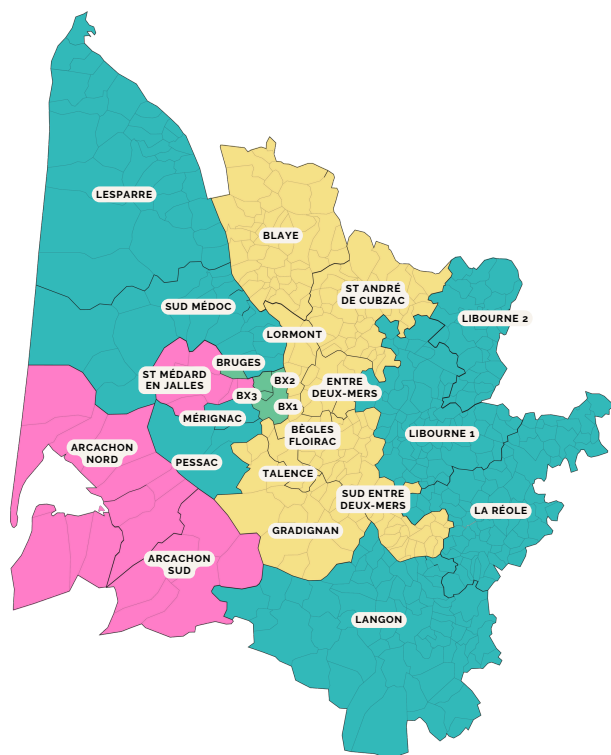 LESPARRE
BLAYE
ST ANDRÉ
DE CUBZAC
SUD MÉDOC
LIBOURNE 2
LORMONT
BRUGES
ST MÉDARD
EN JALLES
BX2
ENTRE
DEUX-MERS
BX3
BX1
MÉRIGNAC
BÈGLES
FLOIRAC
LIBOURNE 1
ARCACHON
NORD
PESSAC
TALENCE
SUD ENTRE
DEUX-MERS
LA RÉOLE
GRADIGNAN
ARCACHON
SUD
LANGON